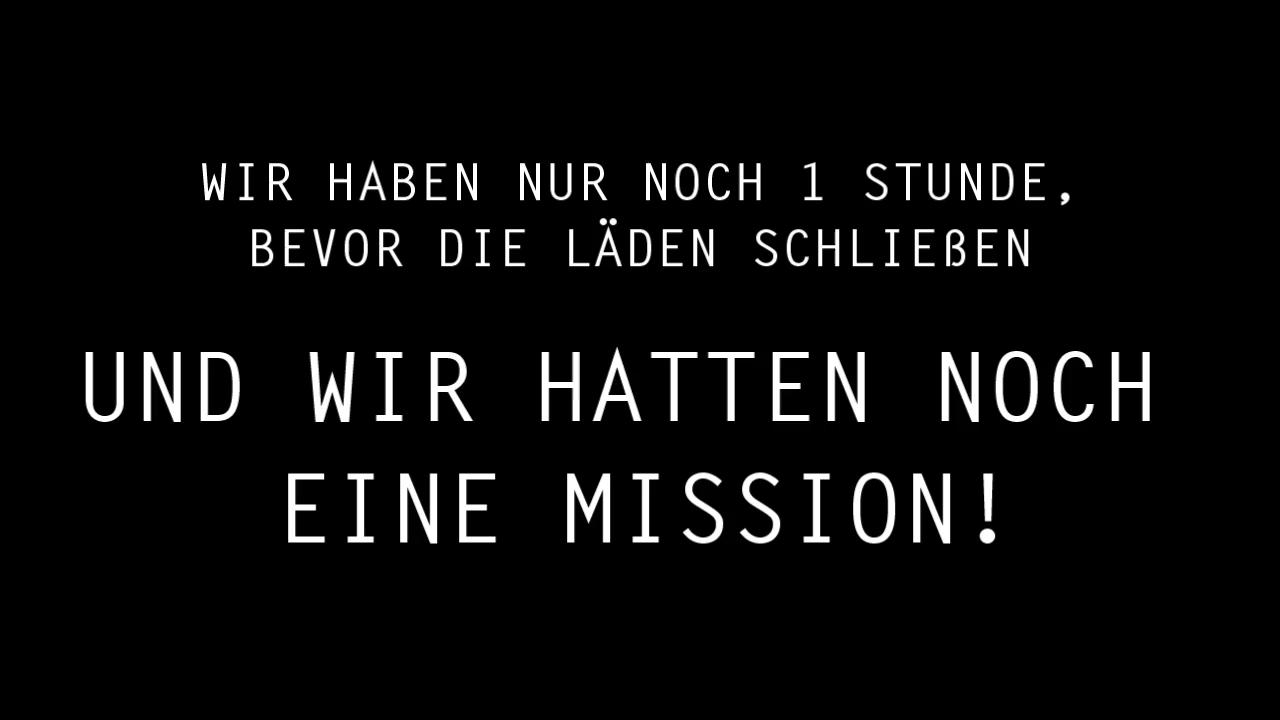 WIR HABEN NUR NOCH 1 STUNDE,
BEVOR DIE LÄDEN SCHLIEßEN
UND WIR HATTEN NOCH
EINE MISSION!